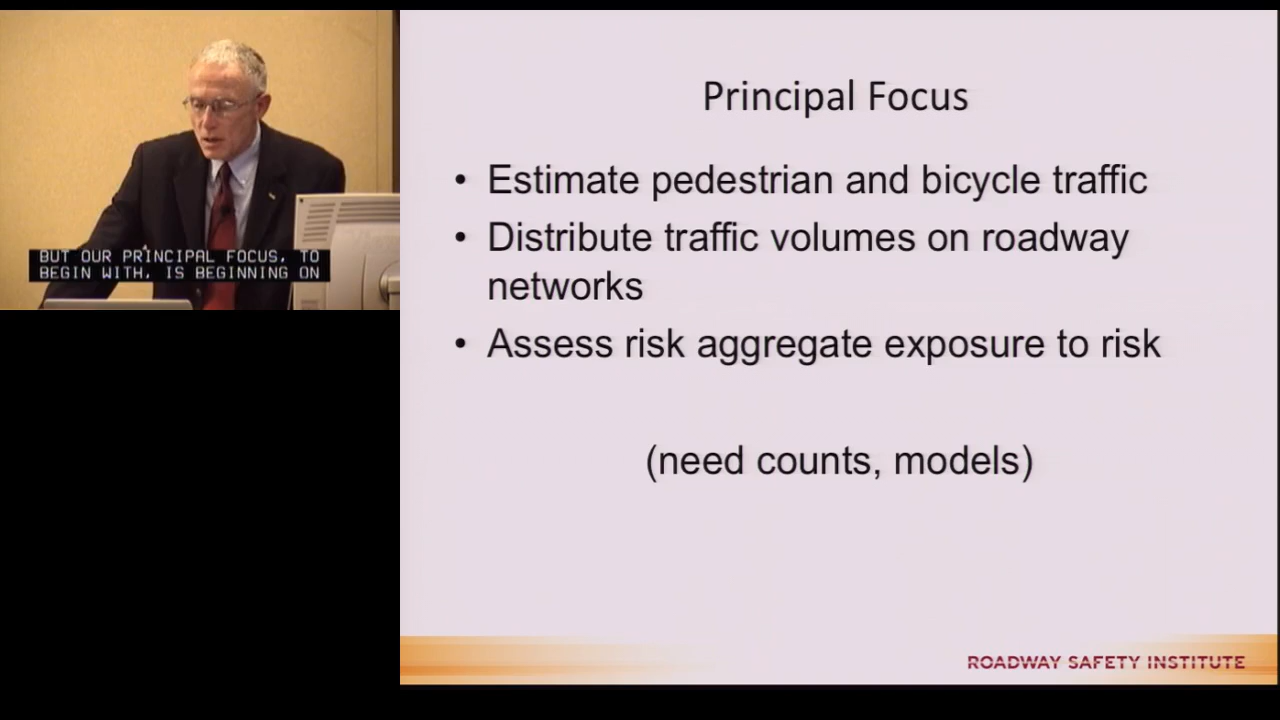 BUT OUR PRINCIPAL FOCUS, TO
BEGIN WITH, IS BEGINNING ON
Principal Focus
• Estimate pedestrian and bicycle traffic
• Distribute traffic volumes on roadway
networks
• Assess risk aggregate exposure to risk
(need counts, models)
ROADWAY SAFETY INSTITUTE